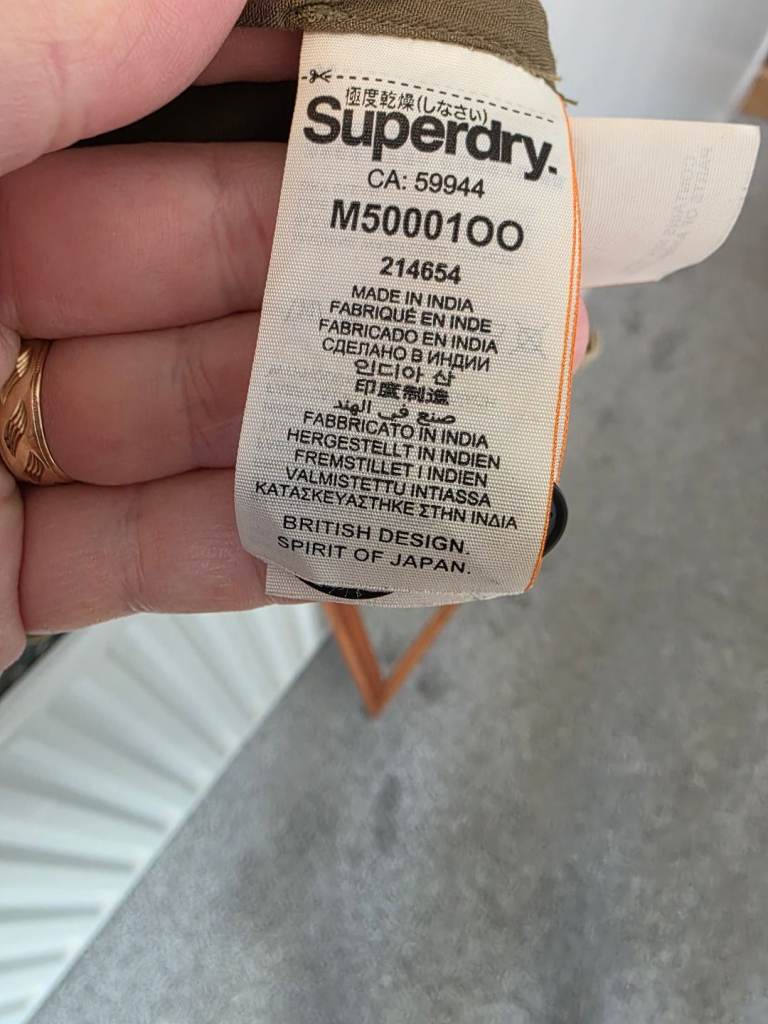 極度乾燥(しなさい)
Superdry.
CA: 59944
M50001OO
214654
MADE IN INDIA
FABRIQUÉ EN INDE
FABRICADO EN INDIA
СДЕЛАНО В ИНДИИ
인디아 산
印度制造
صنع في الهند
FABBRICATO IN INDIA
HERGESTELLT IN INDIEN
FREMSTILLET I INDIEN
VALMISTETTU INTIASSA
ΚΑΤΑΣΚΕΥΑΣΤΗΚΕ ΣΤΗΝ ΙΝΔΙΑ
BRITISH DESIGN.
SPIRIT OF JAPAN.